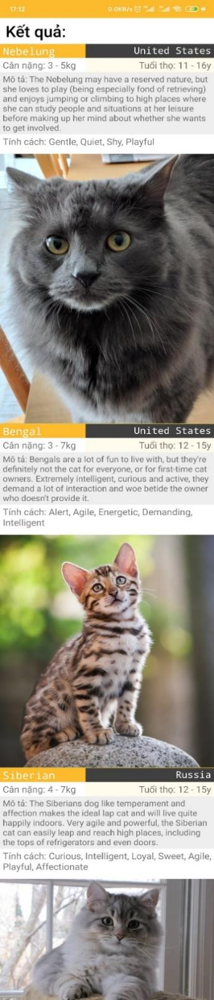 17:12
0.0KB/s
Kết quả:
Nebelung United States
Cân nặng: 3 - 5kg Tuổi thọ: 11 - 16y
Mô tả: The Nebelung may have a reserved nature, but
she loves to play (being especially fond of retrieving)
and enjoys jumping or climbing to high places where
she can study people and situations at her leisure
before making up her mind about whether she wants
to get involved.
Tính cách: Gentle, Quiet, Shy, Playful
Bengal United States
Cân nặng: 3 - 7kg Tuổi thọ: 12 - 15y
Mô tả: Bengals are a lot of fun to live with, but they're
definitely not the cat for everyone, or for first-time cat
owners. Extremely intelligent, curious and active, they
demand a lot of interaction and woe betide the owner
who doesn't provide it.
Tính cách: Alert, Agile, Energetic, Demanding,
Intelligent
Siberian Russia
Cân nặng: 4 - 7kg Tuổi thọ: 12 - 15y
Mô tả: The Siberians dog like temperament and
affection makes the ideal lap cat and will live quite
happily indoors. Very agile and powerful, the Siberian
cat can easily leap and reach high places, including
the tops of refrigerators and even doors.
Tính cách: Curious, Intelligent, Loyal, Sweet, Agile,
Playful, Affectionate